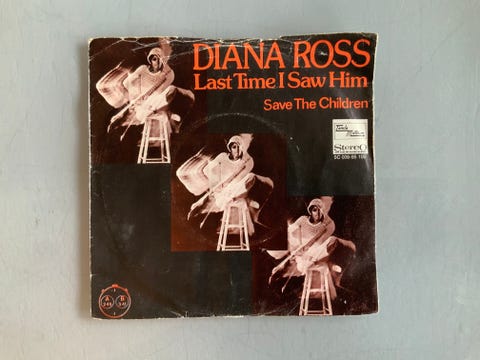 DIANA ROSS
Last Time I Saw Him
Save The Children
Tamla
Motown
Stereo
A
B